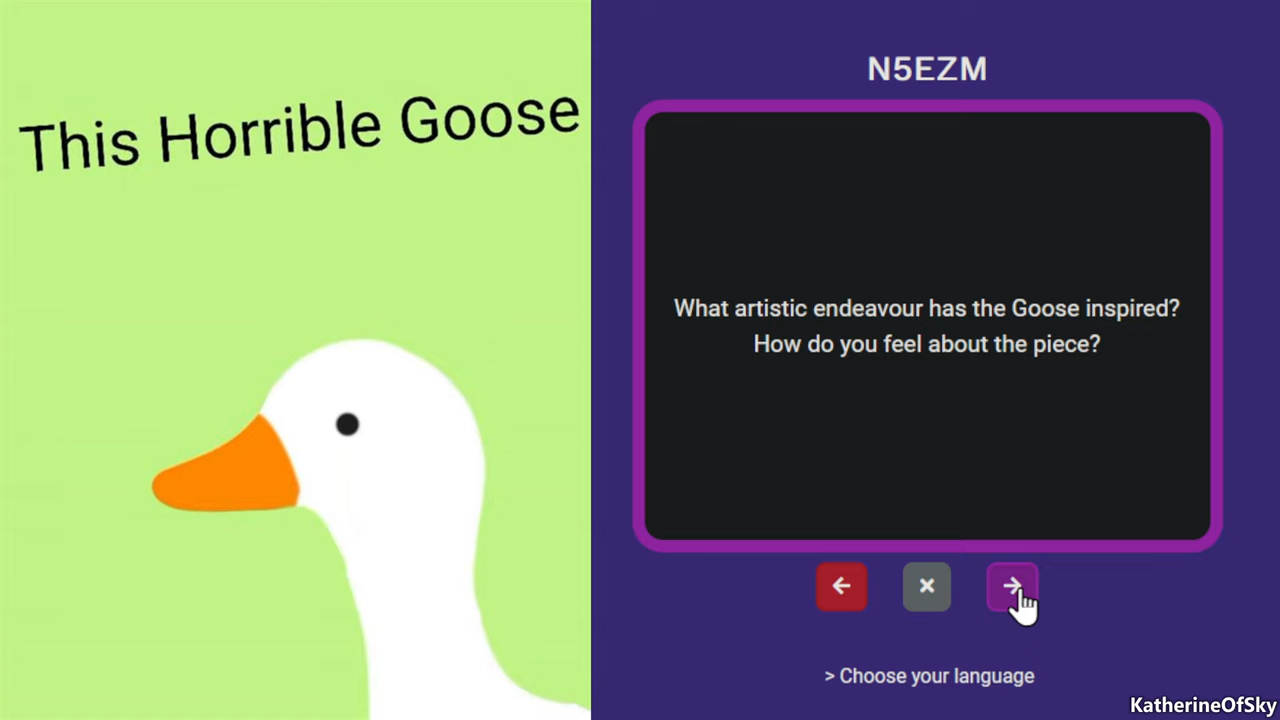 This Horrible Goose
N5EZM
What artistic endeavour has the Goose inspired?
How do you feel about the piece?
> Choose your language
KatherineOfSky